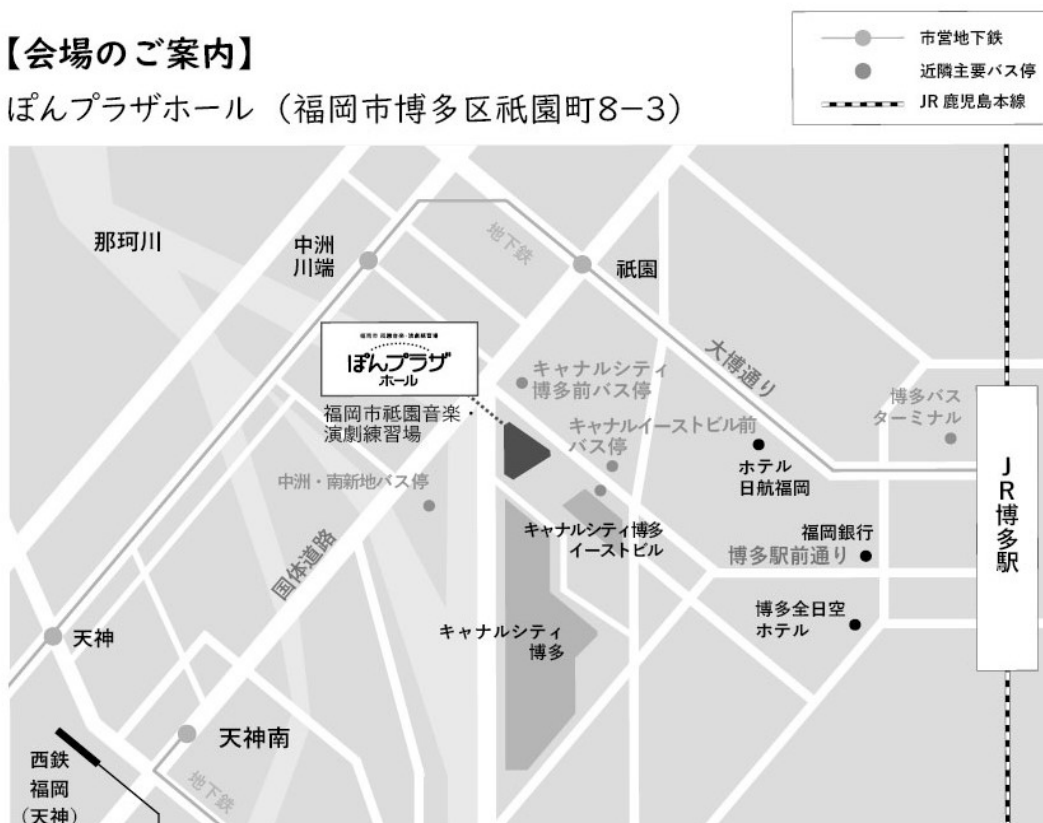 【会場のご案内】
ぽんプラザホール （福岡市博多区祇園町8−3）
市営地下鉄
近隣主要バス停
JR 鹿児島本線
那珂川
中洲
川端
地下鉄
祇園
福岡市 祇園音楽・演劇練習場
ぽんプラザ
ホール
福岡市祇園音楽・
演劇練習場
キャナルシティ
博多前バス停
大博通り
キャナルイーストビル前
バス停
博多バス
ターミナル
中洲・南新地バス停
ホテル
日航福岡
JR博多駅
キャナルシティ博多
イーストビル
福岡銀行
博多駅前通り
国体道路
博多全日空
ホテル
キャナルシティ
博多
天神
天神南
西鉄
福岡
（天神）
地下鉄